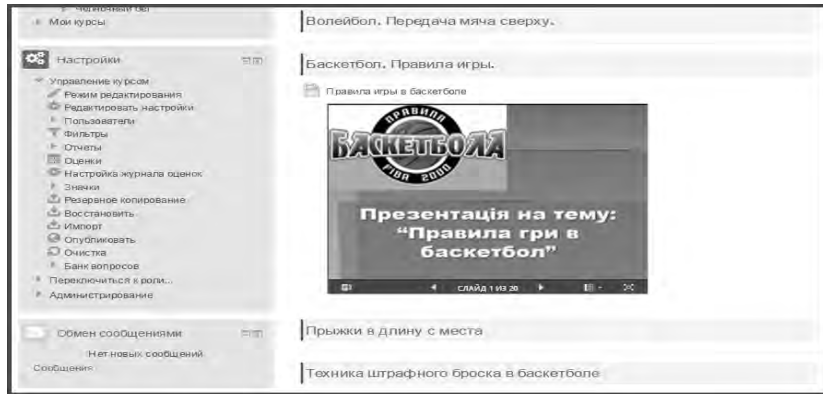 Мои курсы
Настройки
Управление курсом
Режим редактирования
Редактировать настройки
Пользователи
Фильтры
Отчеты
Оценки
Настройка журнала оценок
Значки
Резервное копирование
Восстановить
Импорт
Опубликовать
Очистка
Банк вопросов
Переключиться к роли...
Администрирование
Обмен сообщениями
Нет новых сообщений
Сообщения
Волейбол. Передача мяча сверху.
Баскетбол. Правила игры.
Правила игры в баскетболе
ПРАВИЛА
БАСКЕТБОЛА
FIBA 2000
Презентація на тему:
“Правила гри в
баскетбол”
СЛАЙД 1 ИЗ 20
Прыжки в длину с места
Техника штрафного броска в баскетболе